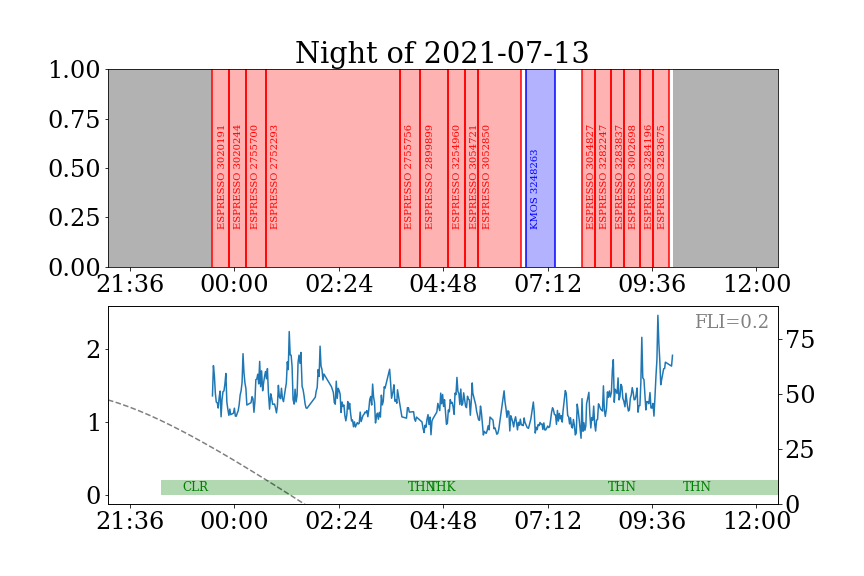 Night of 2021-07-13
1.00
0.75
0.50
0.25
0.00
ESPRESSO 3020191
ESPRESSO 3020244
ESPRESSO 2755700
ESPRESSO 2752293
ESPRESSO 2755756
ESPRESSO 2899899
ESPRESSO 3254960
ESPRESSO 3054721
ESPRESSO 3052850
KMOS 3248263
ESPRESSO 3054827
ESPRESSO 3282247
ESPRESSO 3283837
ESPRESSO 3002698
ESPRESSO 3284196
ESPRESSO 3283675
21:36 00:00 02:24 04:48 07:12 09:36 12:00
FLI=0.2
2
1
0
75
50
25
0
CLR THN THK THN THN
21:36 00:00 02:24 04:48 07:12 09:36 12:00